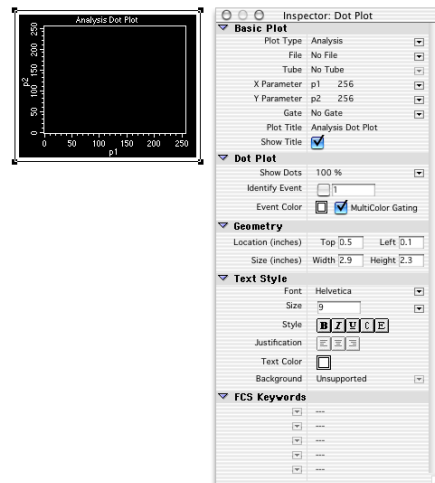 Analysis Dot Plot
250
200
150
100
50
0
p2
0 50 100 150 200 250
p1
Inspector: Dot Plot
Basic Plot
Plot Type Analysis
File No File
Tube No Tube
X Parameter p1 256
Y Parameter p2 256
Gate No Gate
Plot Title Analysis Dot Plot
Show Title
Dot Plot
Show Dots 100 %
Identify Event 1
Event Color MultiColor Gating
Geometry
Location (inches) Top 0.5 Left 0.1
Size (inches) Width 2.9 Height 2.3
Text Style
Font Helvetica
Size 9
Style B I U C E
Justification
Text Color
Background Unsupported
FCS Keywords
---
---
---
---
---